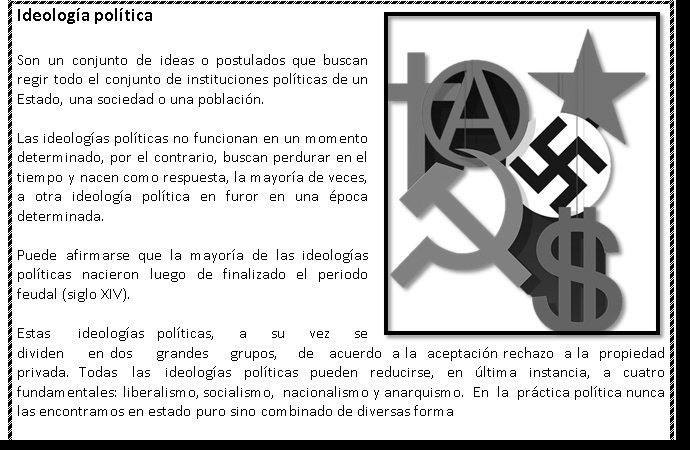 Ideología política
Son un conjunto de ideas o postulados que buscan
regir todo el conjunto de instituciones políticas de un
Estado, una sociedad o una población.
Las ideologías políticas no funcionan en un momento
determinado, por el contrario, buscan perdurar en el
tiempo y nacen como respuesta, la mayoría de veces,
a otra ideología política en furor en una época
determinada.
Puede afirmarse que la mayoría de las ideologías
políticas nacieron luego de finalizado el periodo
feudal (siglo XIV).
Estas ideologías políticas, a su vez se
dividen en dos grandes grupos, de acuerdo a la aceptación rechazo a la propiedad
privada. Todas las ideologías políticas pueden reducirse, en última instancia, a cuatro
fundamentales: liberalismo, socialismo, nacionalismo y anarquismo. En la práctica política nunca
las encontramos en estado puro sino combinado de diversas forma